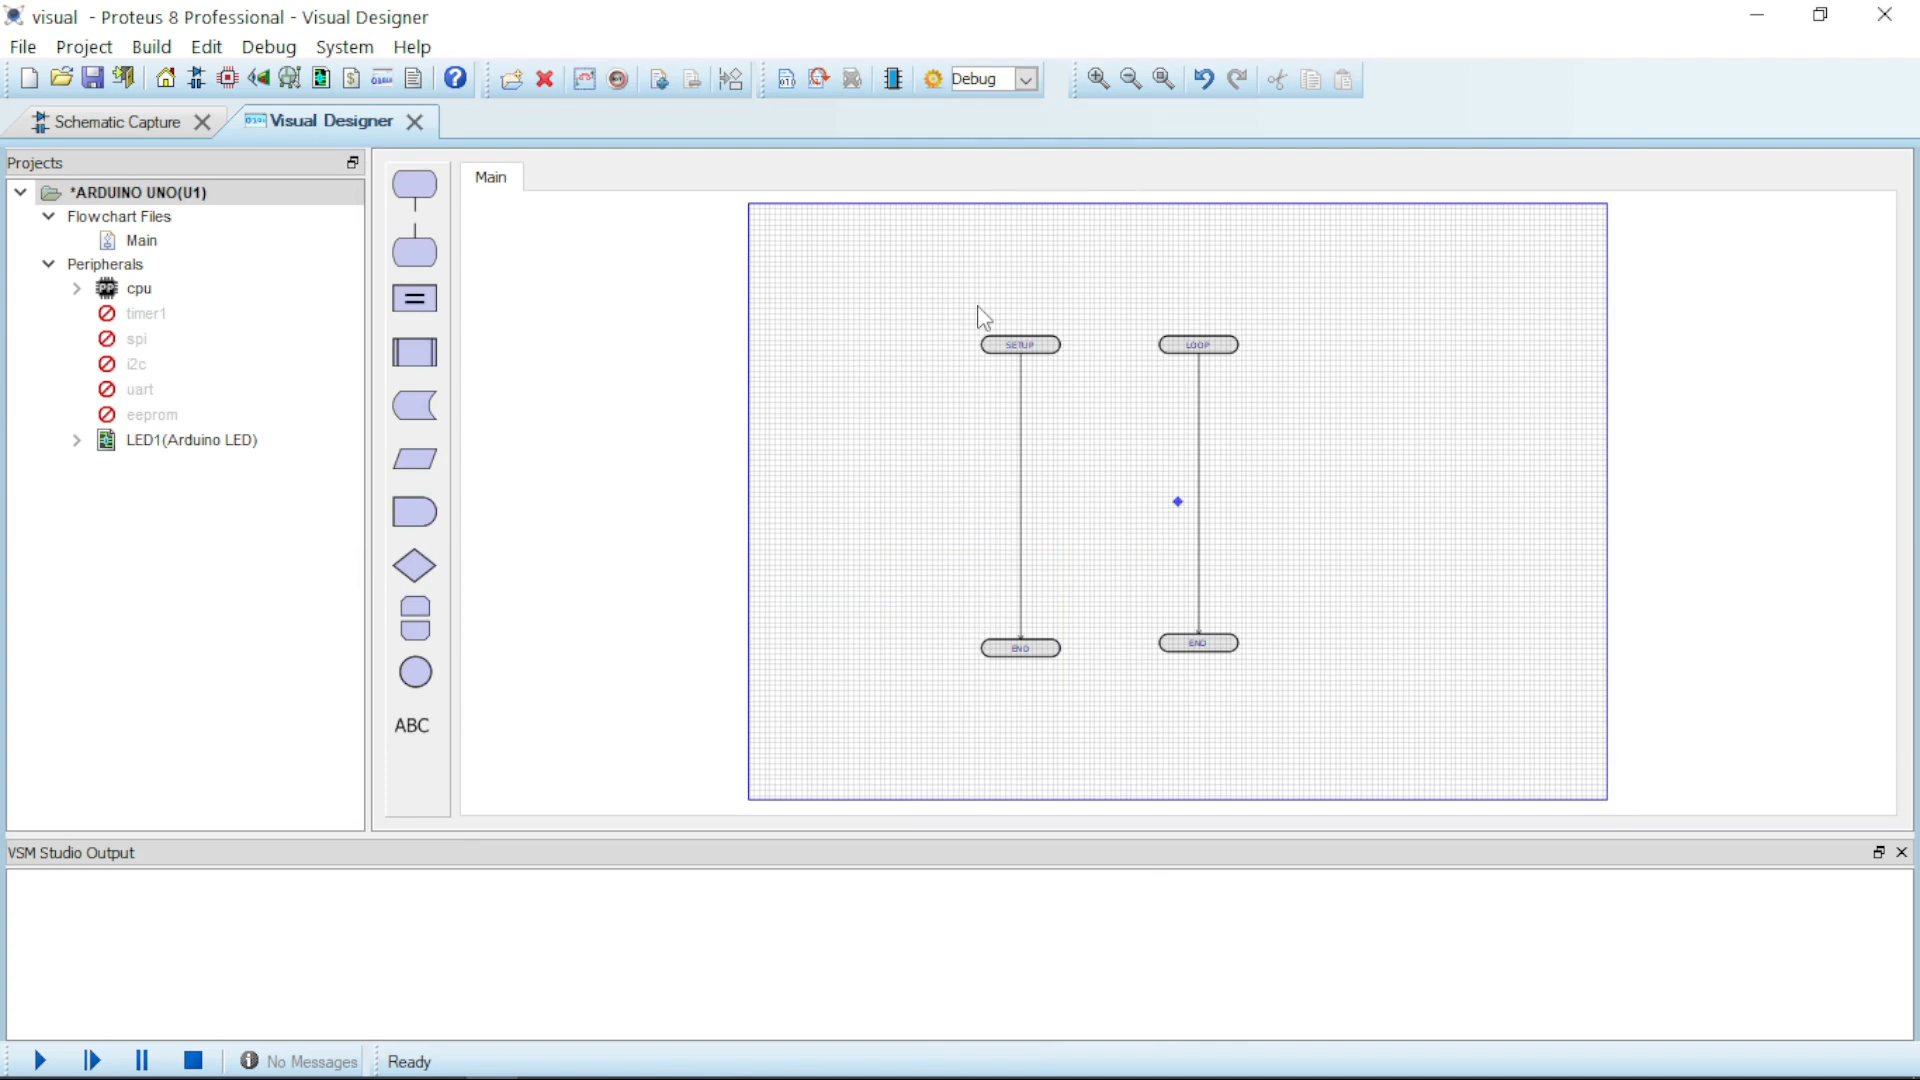 visual - Proteus 8 Professional - Visual Designer
File Project Build Edit Debug System Help
Debug
Schematic Capture
Visual Designer
Projects
*ARDUINO UNO(U1)
Flowchart Files
Main
Peripherals
cpu
timer1
spi
i2c
uart
eeprom
LED1(Arduino LED)
ABC
Main
SETUP
LOOP
END
END
VSM Studio Output
No Messages
Ready